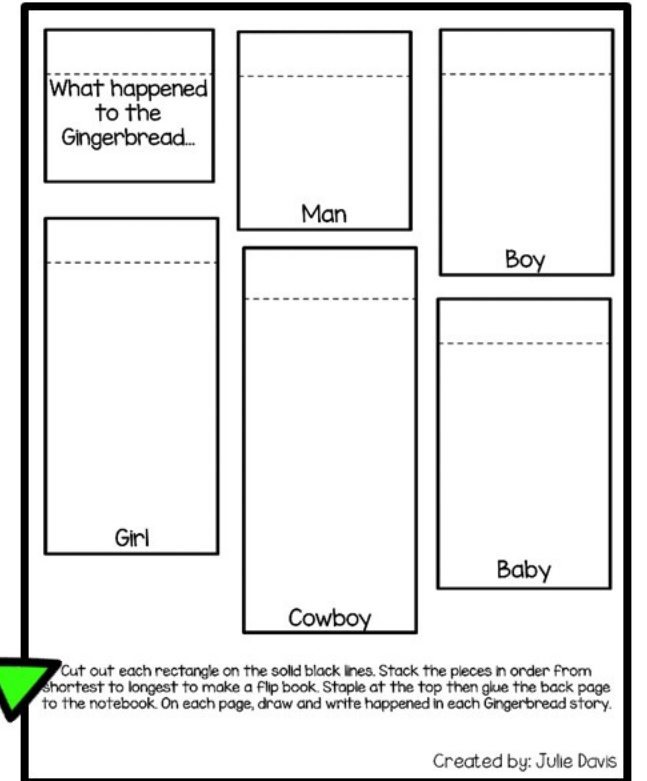 What happened
to the
Gingerbread...
Man
Boy
Girl
Cowboy
Baby
Cut out each rectangle on the solid black lines. Stack the pieces in order from
shortest to longest to make a flip book. Staple at the top then glue the back page
to the notebook. On each page, draw and write happened in each Gingerbread story.
Created by: Julie Davis